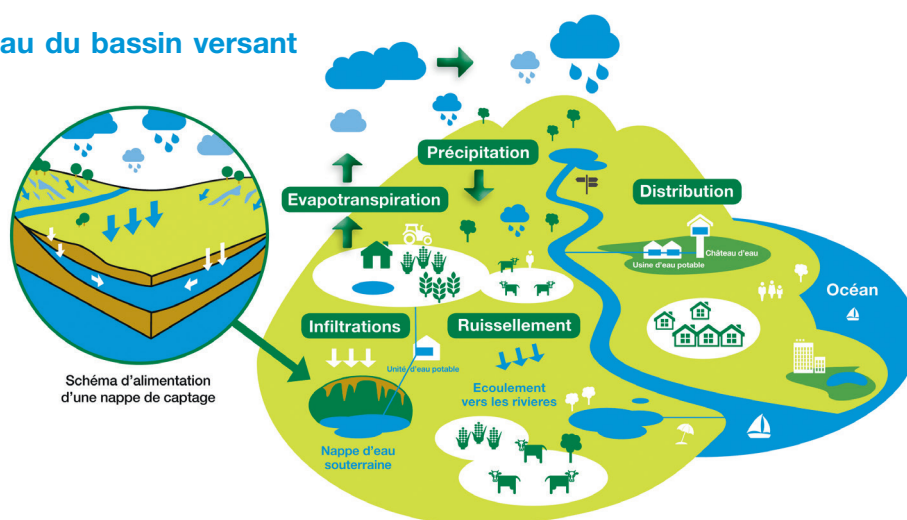 au du bassin versant
Précipitation
Evapotranspiration
Distribution
Château d'eau
Usine d'eau potable
Océan
Infiltrations
Ruissellement
Unité d'eau potable
Schéma d'alimentation
d'une nappe de captage
Ecoulement
vers les rivieres
Nappe d'eau
souterraine